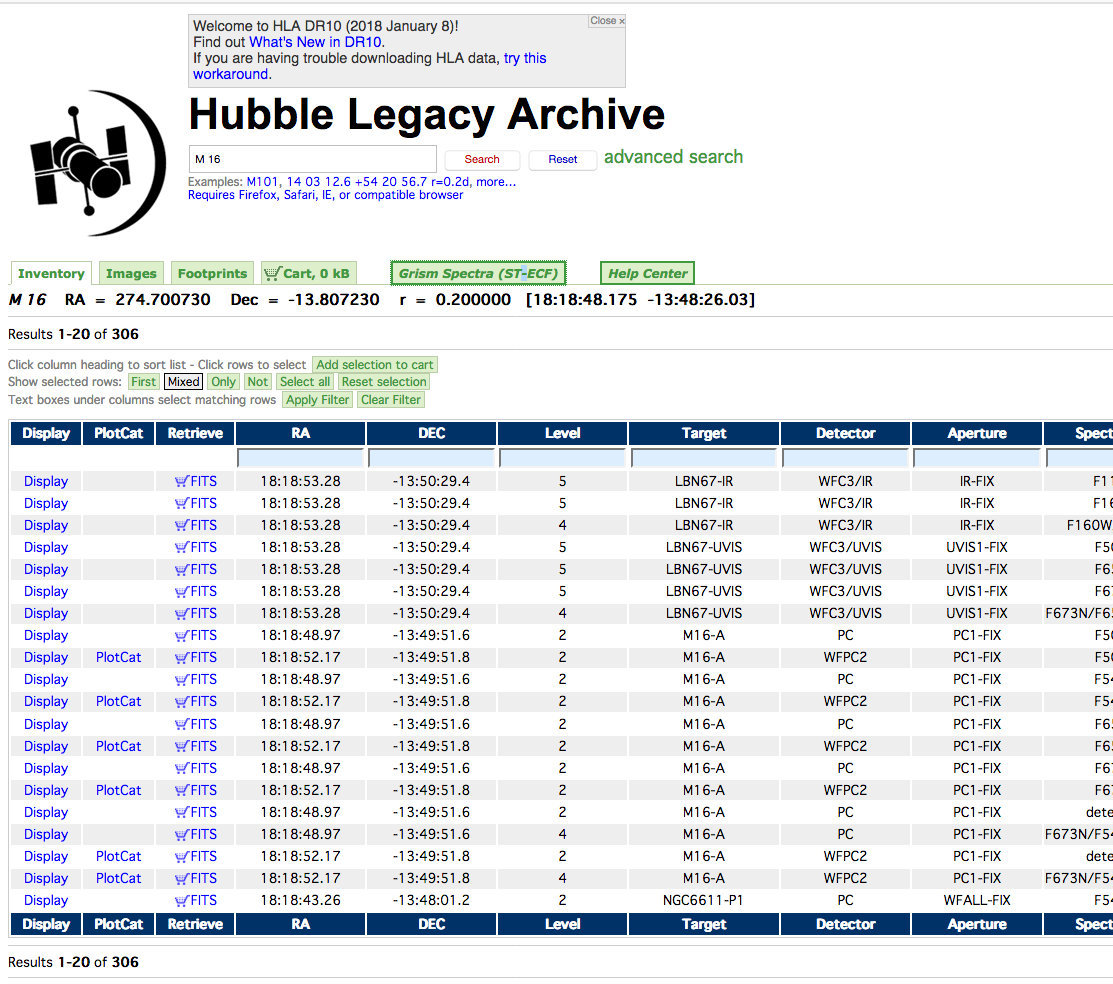 Welcome to HLA DR10 (2018 January 8)! Close ×
Find out What's New in DR10.
If you are having trouble downloading HLA data, try this
workaround.
Hubble Legacy Archive
M 16 Search Reset advanced search
Examples: M101, 14 03 12.6 +54 20 56.7 r=0.2d, more...
Requires Firefox, Safari, IE, or compatible browser
Inventory Images Footprints Cart, 0 kB Grism Spectra (ST-ECF) Help Center
M 16 RA = 274.700730 Dec = -13.807230 r = 0.200000 [18:18:48.175 -13:48:26.03]
Results 1-20 of 306
Click column heading to sort list - Click rows to select Add selection to cart
Show selected rows: First Mixed Only Not Select all Reset selection
Text boxes under columns select matching rows Apply Filter Clear Filter
Display PlotCat Retrieve RA DEC Level Target Detector Aperture Spect
Display FITS 18:18:53.28 -13:50:29.4 5 LBN67-IR WFC3/IR IR-FIX F11
Display FITS 18:18:53.28 -13:50:29.4 5 LBN67-IR WFC3/IR IR-FIX F16
Display FITS 18:18:53.28 -13:50:29.4 4 LBN67-IR WFC3/IR IR-FIX F160W
Display FITS 18:18:53.28 -13:50:29.4 5 LBN67-UVIS WFC3/UVIS UVIS1-FIX F50
Display FITS 18:18:53.28 -13:50:29.4 5 LBN67-UVIS WFC3/UVIS UVIS1-FIX F65
Display FITS 18:18:53.28 -13:50:29.4 5 LBN67-UVIS WFC3/UVIS UVIS1-FIX F67
Display FITS 18:18:53.28 -13:50:29.4 4 LBN67-UVIS WFC3/UVIS UVIS1-FIX F673N/F65
Display FITS 18:18:48.97 -13:49:51.6 2 M16-A PC PC1-FIX F50
Display PlotCat FITS 18:18:52.17 -13:49:51.8 2 M16-A WFPC2 PC1-FIX F50
Display FITS 18:18:48.97 -13:49:51.6 2 M16-A PC PC1-FIX F54
Display PlotCat FITS 18:18:52.17 -13:49:51.8 2 M16-A WFPC2 PC1-FIX F54
Display FITS 18:18:48.97 -13:49:51.6 2 M16-A PC PC1-FIX F65
Display PlotCat FITS 18:18:52.17 -13:49:51.8 2 M16-A WFPC2 PC1-FIX F65
Display FITS 18:18:48.97 -13:49:51.6 2 M16-A PC PC1-FIX F67
Display PlotCat FITS 18:18:52.17 -13:49:51.8 2 M16-A WFPC2 PC1-FIX F67
Display FITS 18:18:48.97 -13:49:51.6 2 M16-A PC PC1-FIX dete
Display FITS 18:18:48.97 -13:49:51.6 4 M16-A PC PC1-FIX F673N/F54
Display PlotCat FITS 18:18:52.17 -13:49:51.8 2 M16-A WFPC2 PC1-FIX dete
Display PlotCat FITS 18:18:52.17 -13:49:51.8 4 M16-A WFPC2 PC1-FIX F673N/F54
Display FITS 18:18:43.26 -13:48:01.2 2 NGC6611-P1 PC WFALL-FIX F54
Display PlotCat Retrieve RA DEC Level Target Detector Aperture Spect
Results 1-20 of 306